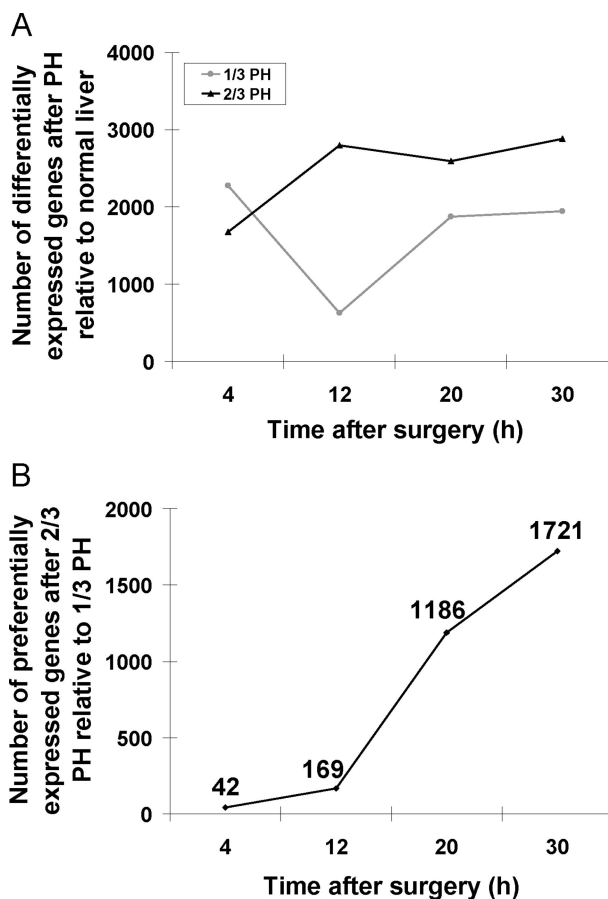 A
Number of differentially
expressed genes after PH
relative to normal liver
4000
3000
2000
1000
0
1/3 PH
2/3 PH
4 12 20 30
Time after surgery (h)
B
Number of preferentially
expressed genes after 2/3
PH relative to 1/3 PH
2000
1500
1000
500
0
42
169
1186
1721
4 12 20 30
Time after surgery (h)